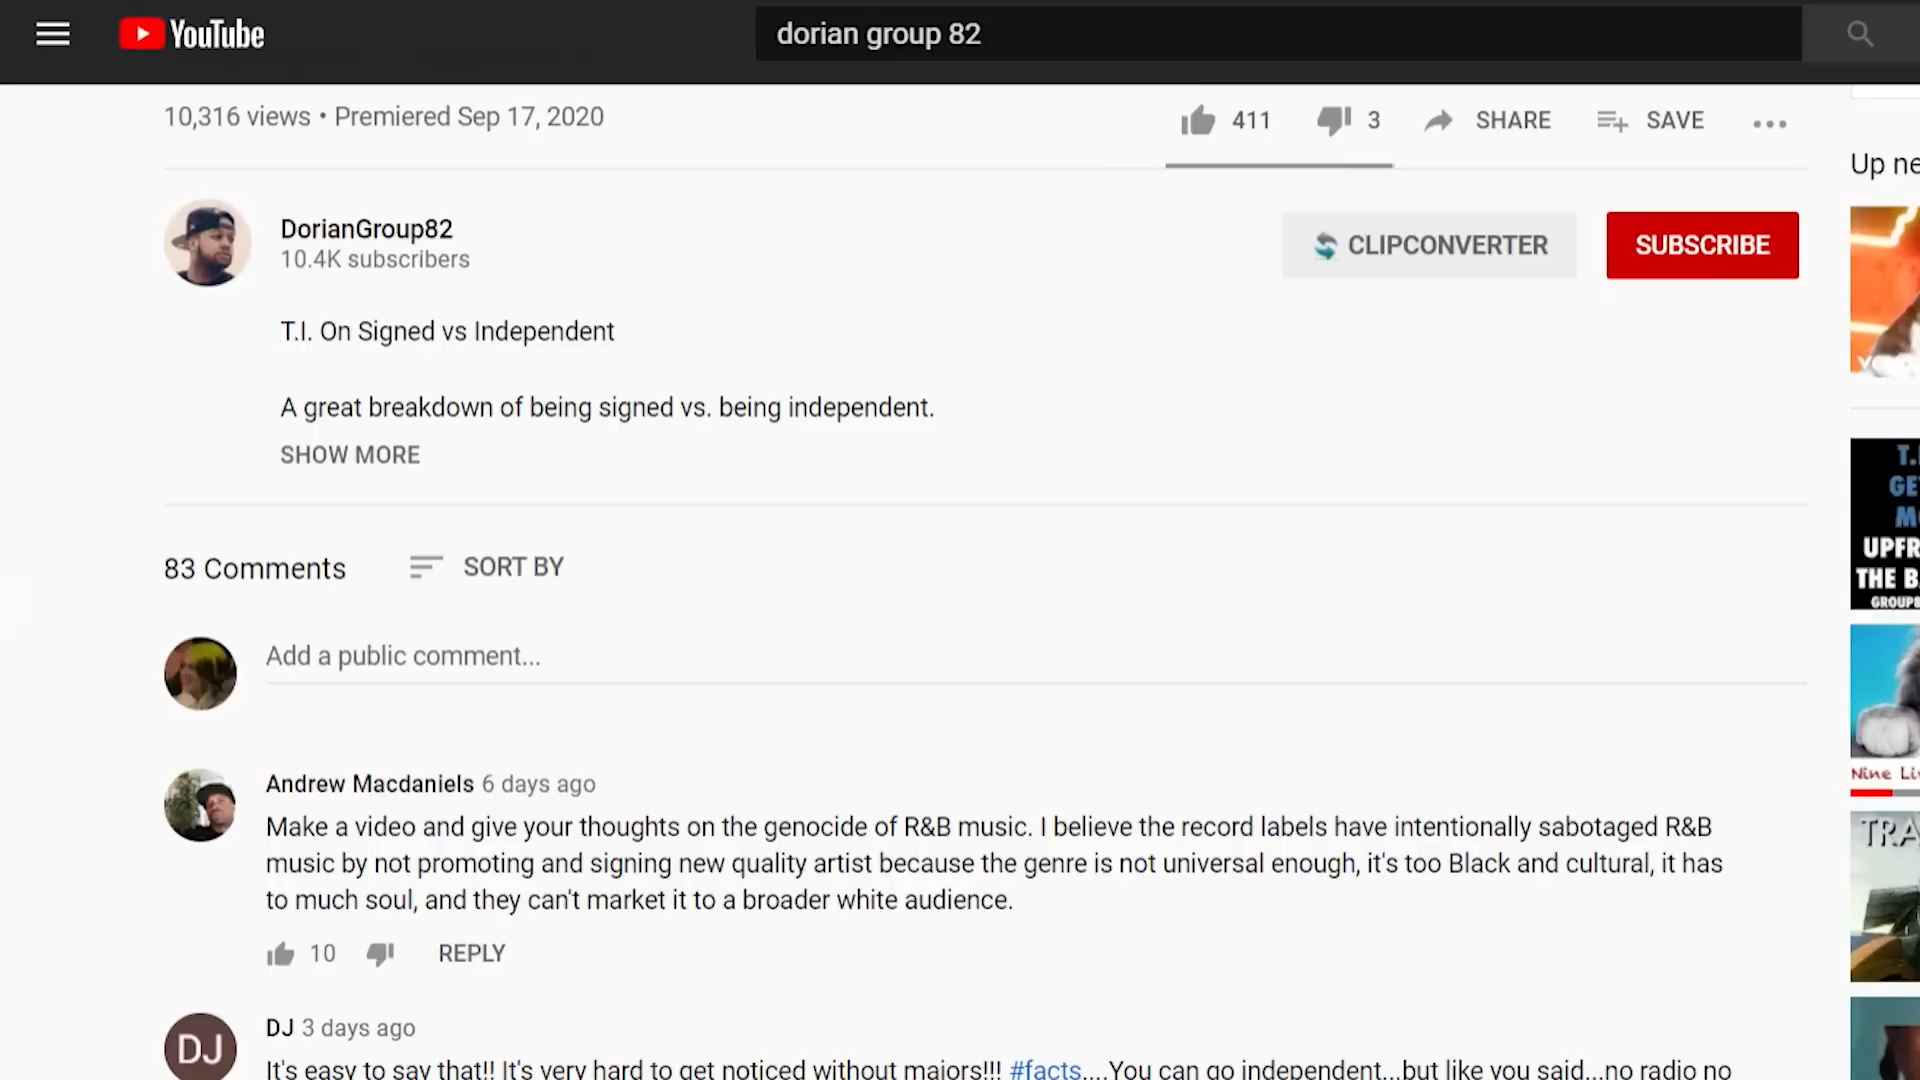 YouTube
dorian group 82
10,316 views • Premiered Sep 17, 2020
411
3
SHARE
SAVE
Up ne
DorianGroup82
10.4K subscribers
CLIPCONVERTER
SUBSCRIBE
T.I. On Signed vs Independent
A great breakdown of being signed vs. being independent.
SHOW MORE
T.I
GE
M
UPFR
THE B
GROUP8
83 Comments
SORT BY
Add a public comment...
Nine Li
Andrew Macdaniels 6 days ago
Make a video and give your thoughts on the genocide of R&B music. I believe the record labels have intentionally sabotaged R&B
music by not promoting and signing new quality artist because the genre is not universal enough, it's too Black and cultural, it has
to much soul, and they can't market it to a broader white audience.
TRA
10
REPLY
DJ
DJ 3 days ago
It's easy to say that!! It's very hard to get noticed without majors!!! #facts....You can go independent...but like you said...no radio no